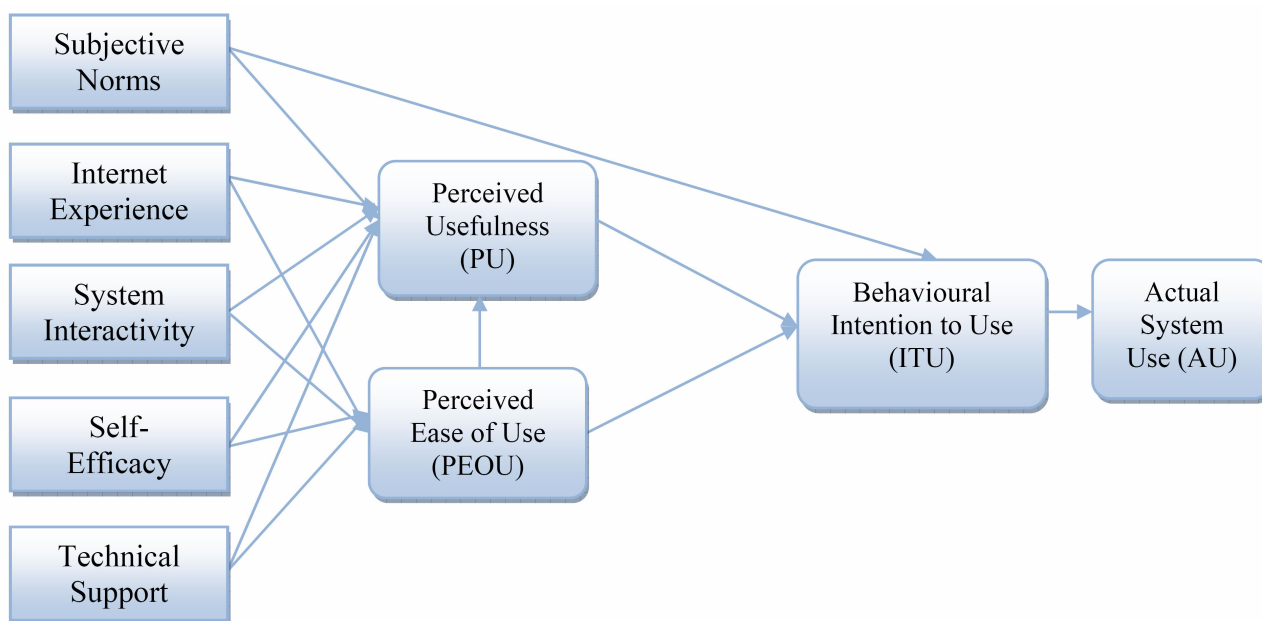 Subjective
Norms
Internet
Experience
System
Interactivity
Self-
Efficacy
Technical
Support
Perceived
Usefulness
(PU)
Perceived
Ease of Use
(PEOU)
Behavioural
Intention to Use
(ITU)
Actual
System
Use (AU)